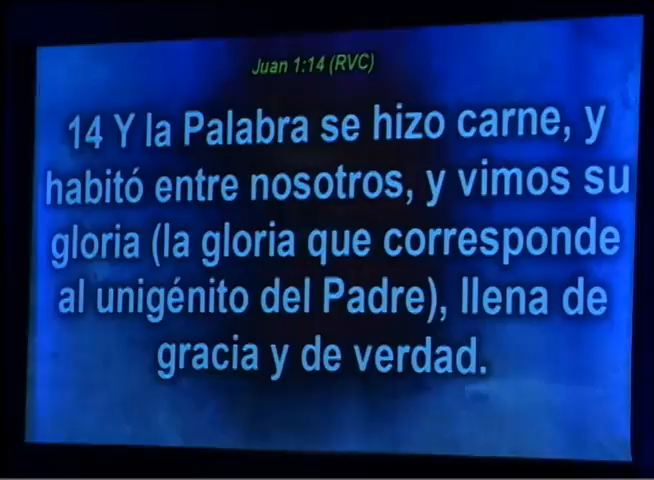 Juan 1:14 (RVC)
14 Y la Palabra se hizo carne, y
habitó entre nosotros, y vimos su
gloria (la gloria que corresponde
al unigénito del Padre), llena de
gracia y de verdad.